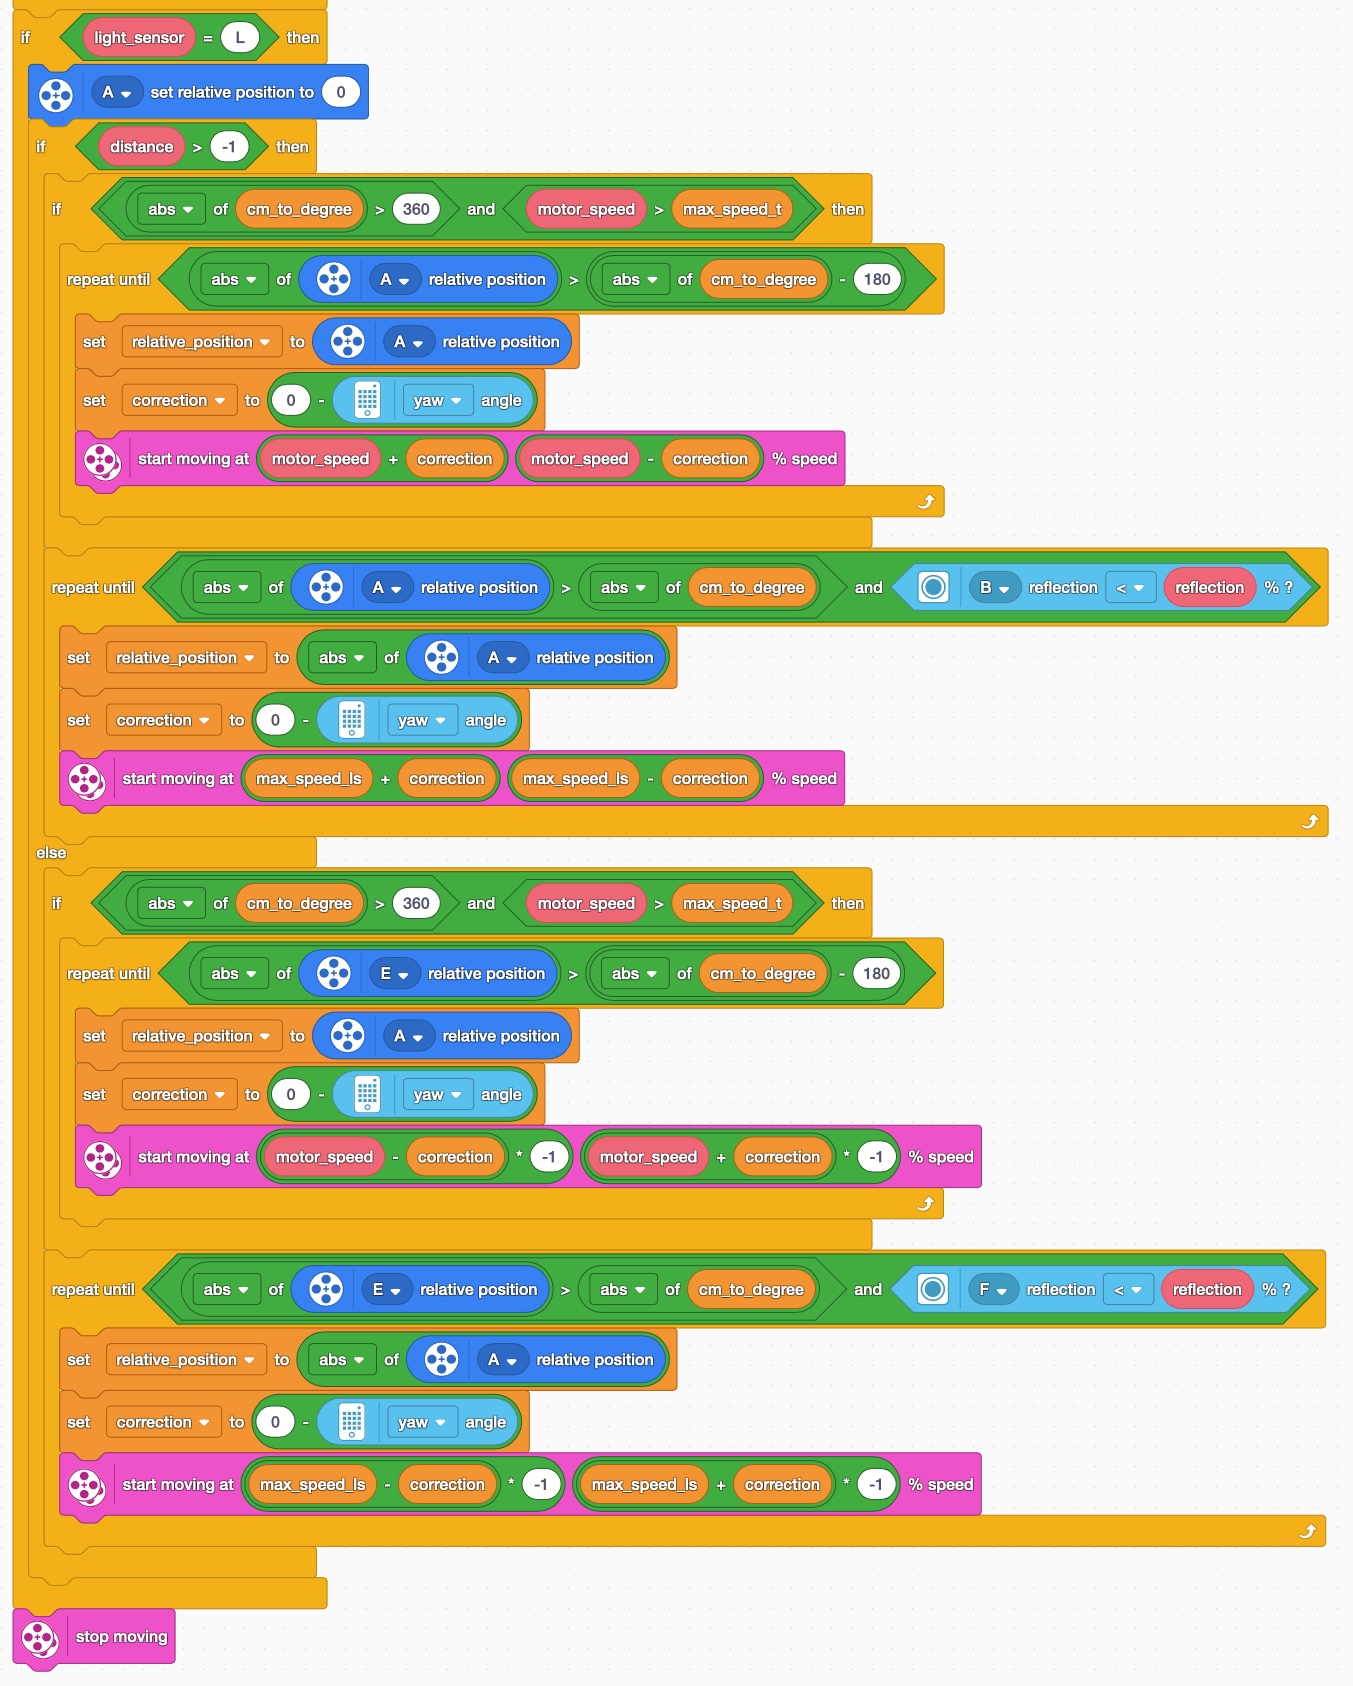 if light_sensor = L then
A set relative position to 0
if distance > -1 then
if abs of cm_to_degree > 360 and motor_speed > max_speed_t then
repeat until abs of A relative position > abs of cm_to_degree - 180
set relative_position to A relative position
set correction to 0 - yaw angle
start moving at motor_speed + correction motor_speed - correction % speed
repeat until abs of A relative position > abs of cm_to_degree and B reflection < reflection % ?
set relative_position to abs of A relative position
set correction to 0 - yaw angle
start moving at max_speed_ls + correction max_speed_ls - correction % speed
else
if abs of cm_to_degree > 360 and motor_speed > max_speed_t then
repeat until abs of E relative position > abs of cm_to_degree - 180
set relative_position to A relative position
set correction to 0 - yaw angle
start moving at motor_speed - correction * -1 motor_speed + correction * -1 % speed
repeat until abs of E relative position > abs of cm_to_degree and F reflection < reflection % ?
set relative_position to abs of A relative position
set correction to 0 - yaw angle
start moving at max_speed_ls - correction * -1 max_speed_ls + correction * -1 % speed
stop moving